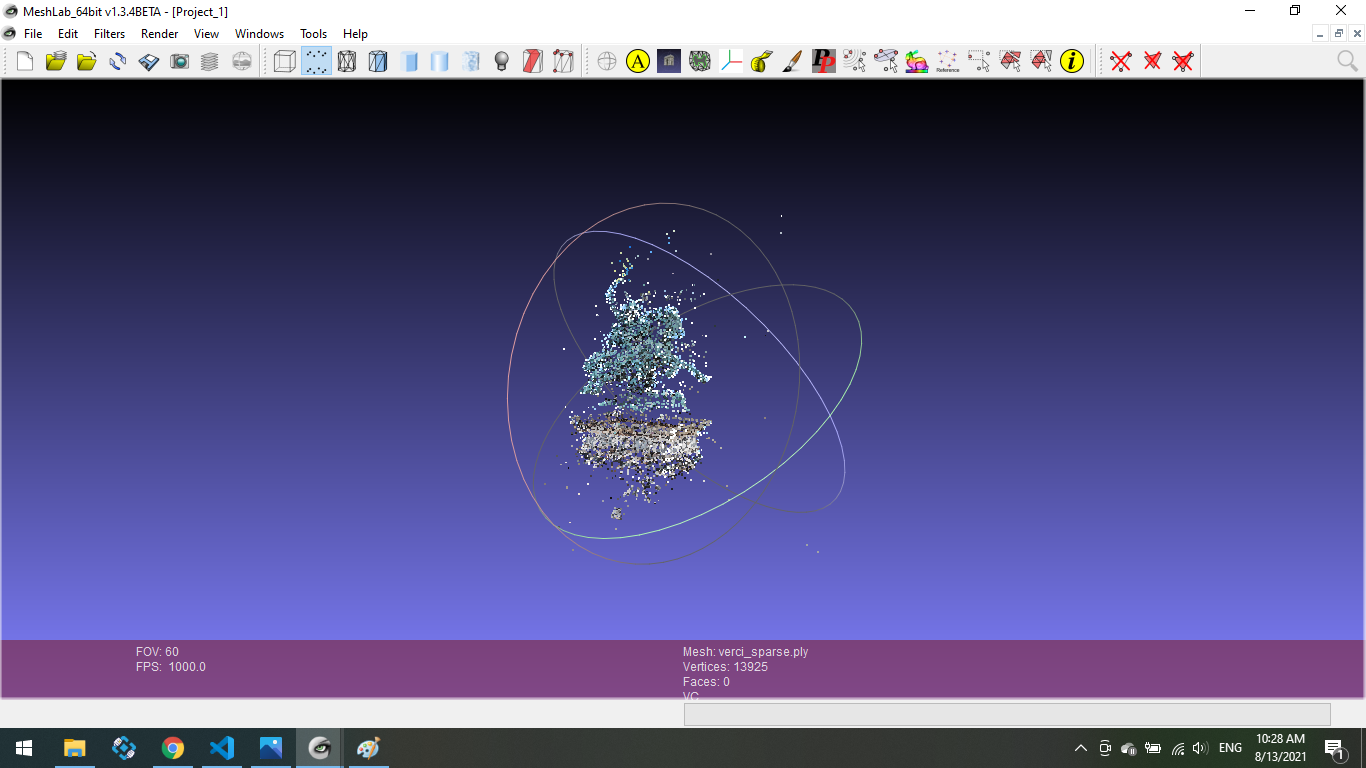 MeshLab_64bit v1.3.4BETA - [Project_1]
File Edit Filters Render View Windows Tools Help
A
PP
Reference
i
FOV: 60
FPS: 1000.0
Mesh: verci_sparse.ply
Vertices: 13925
Faces: 0
VC
ENG
10:28 AM
8/13/2021
1